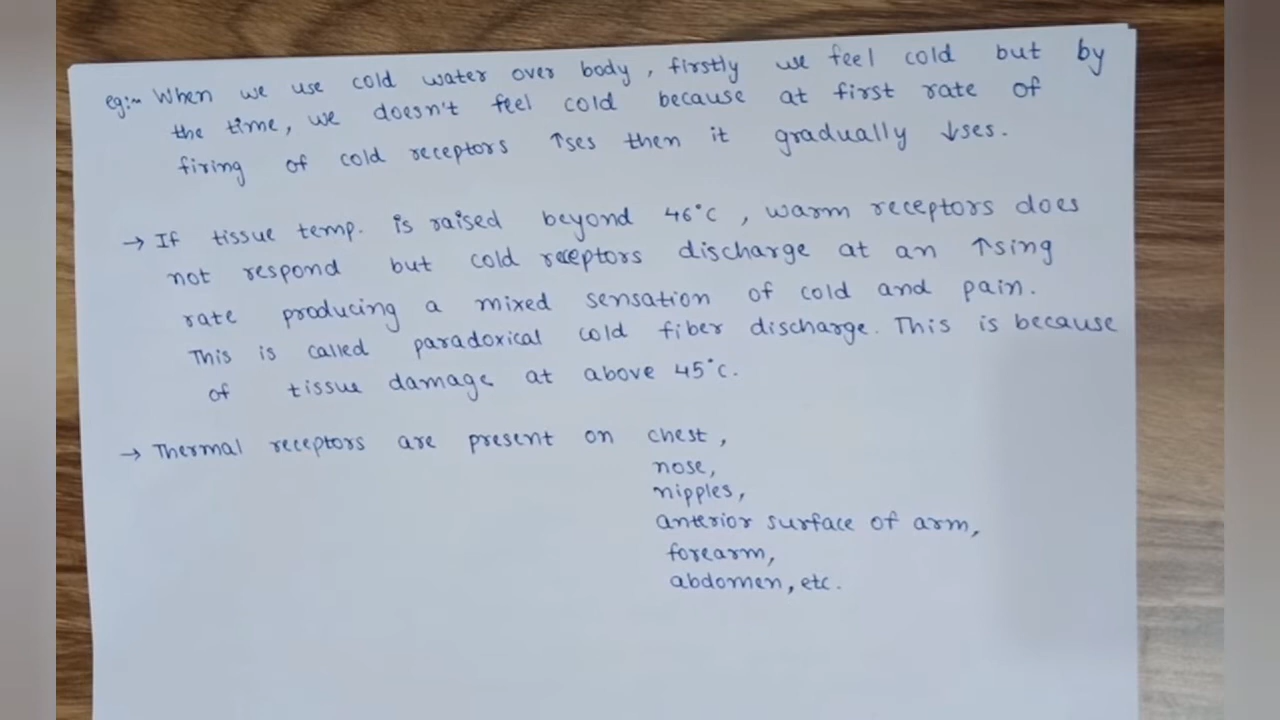 eg:- When we use cold water over body, firstly we feel cold but by
the time, we doesn't feel cold because at first rate of
firing of cold receptors ↑ses then it gradually ↓ses.
→ If tissue temp. is raised beyond 46°C, warm receptors does
not respond but cold receptors discharge at an ↑sing
rate producing a mixed sensation of cold and pain.
This is called paradoxical cold fiber discharge. This is because
of tissue damage at above 45°C.
→ Thermal receptors are present on chest,
nose,
nipples,
anterior surface of arm,
forearm,
abdomen, etc.